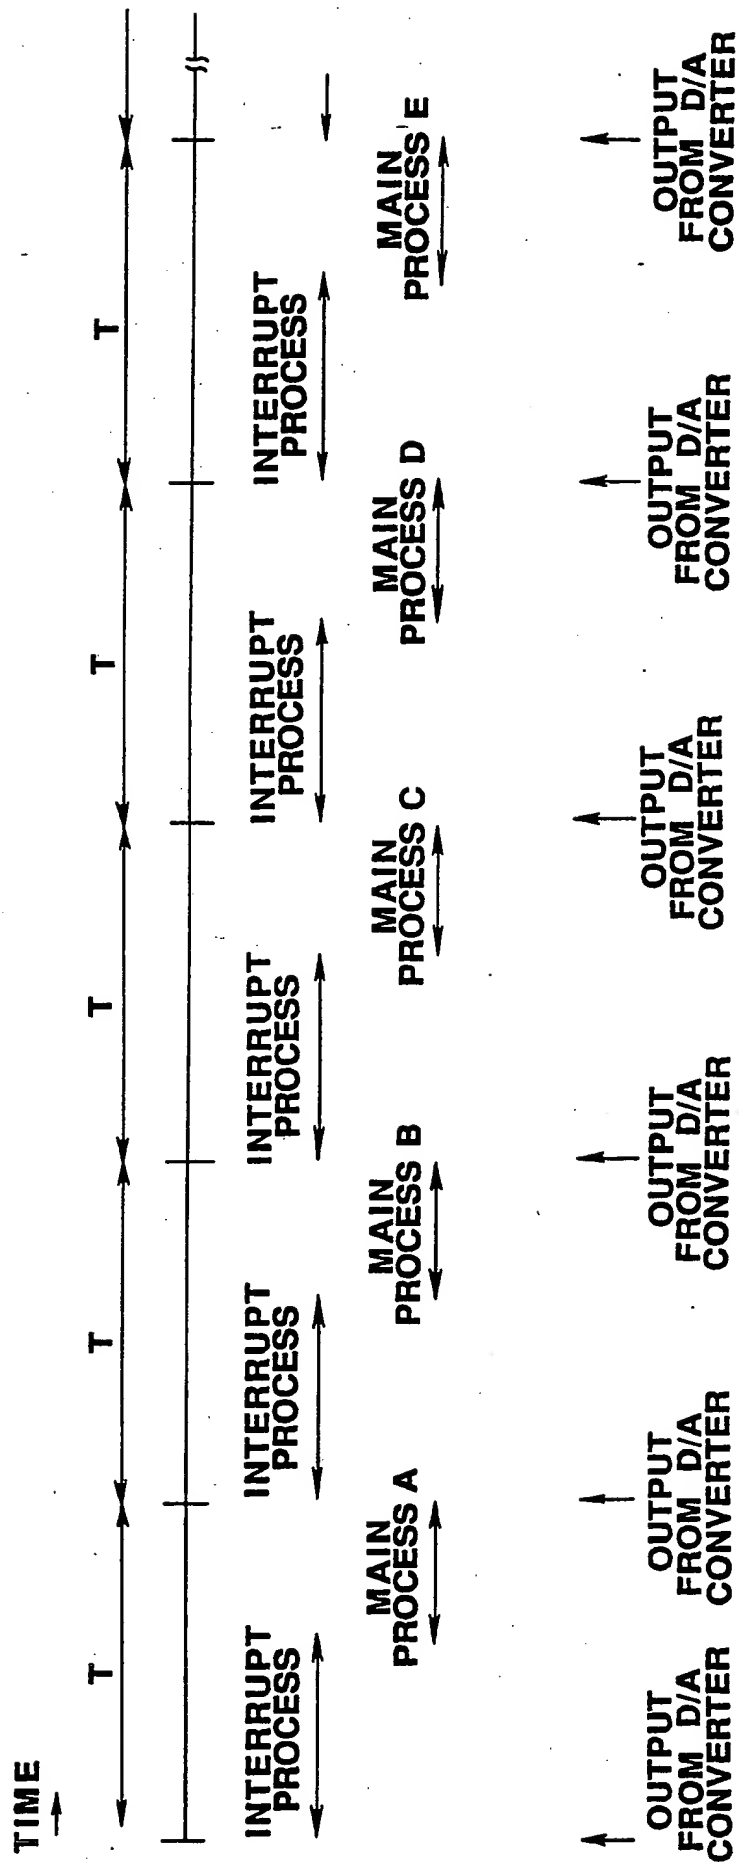 TIME
T
T
T
T
T
INTERRUPT
PROCESS
INTERRUPT
PROCESS
INTERRUPT
PROCESS
INTERRUPT
PROCESS
INTERRUPT
PROCESS
MAIN
PROCESS A
MAIN
PROCESS B
MAIN
PROCESS C
MAIN
PROCESS D
MAIN
PROCESS E
OUTPUT
FROM D/A
CONVERTER
OUTPUT
FROM D/A
CONVERTER
OUTPUT
FROM D/A
CONVERTER
OUTPUT
FROM D/A
CONVERTER
OUTPUT
FROM D/A
CONVERTER
OUTPUT
FROM D/A
CONVERTER